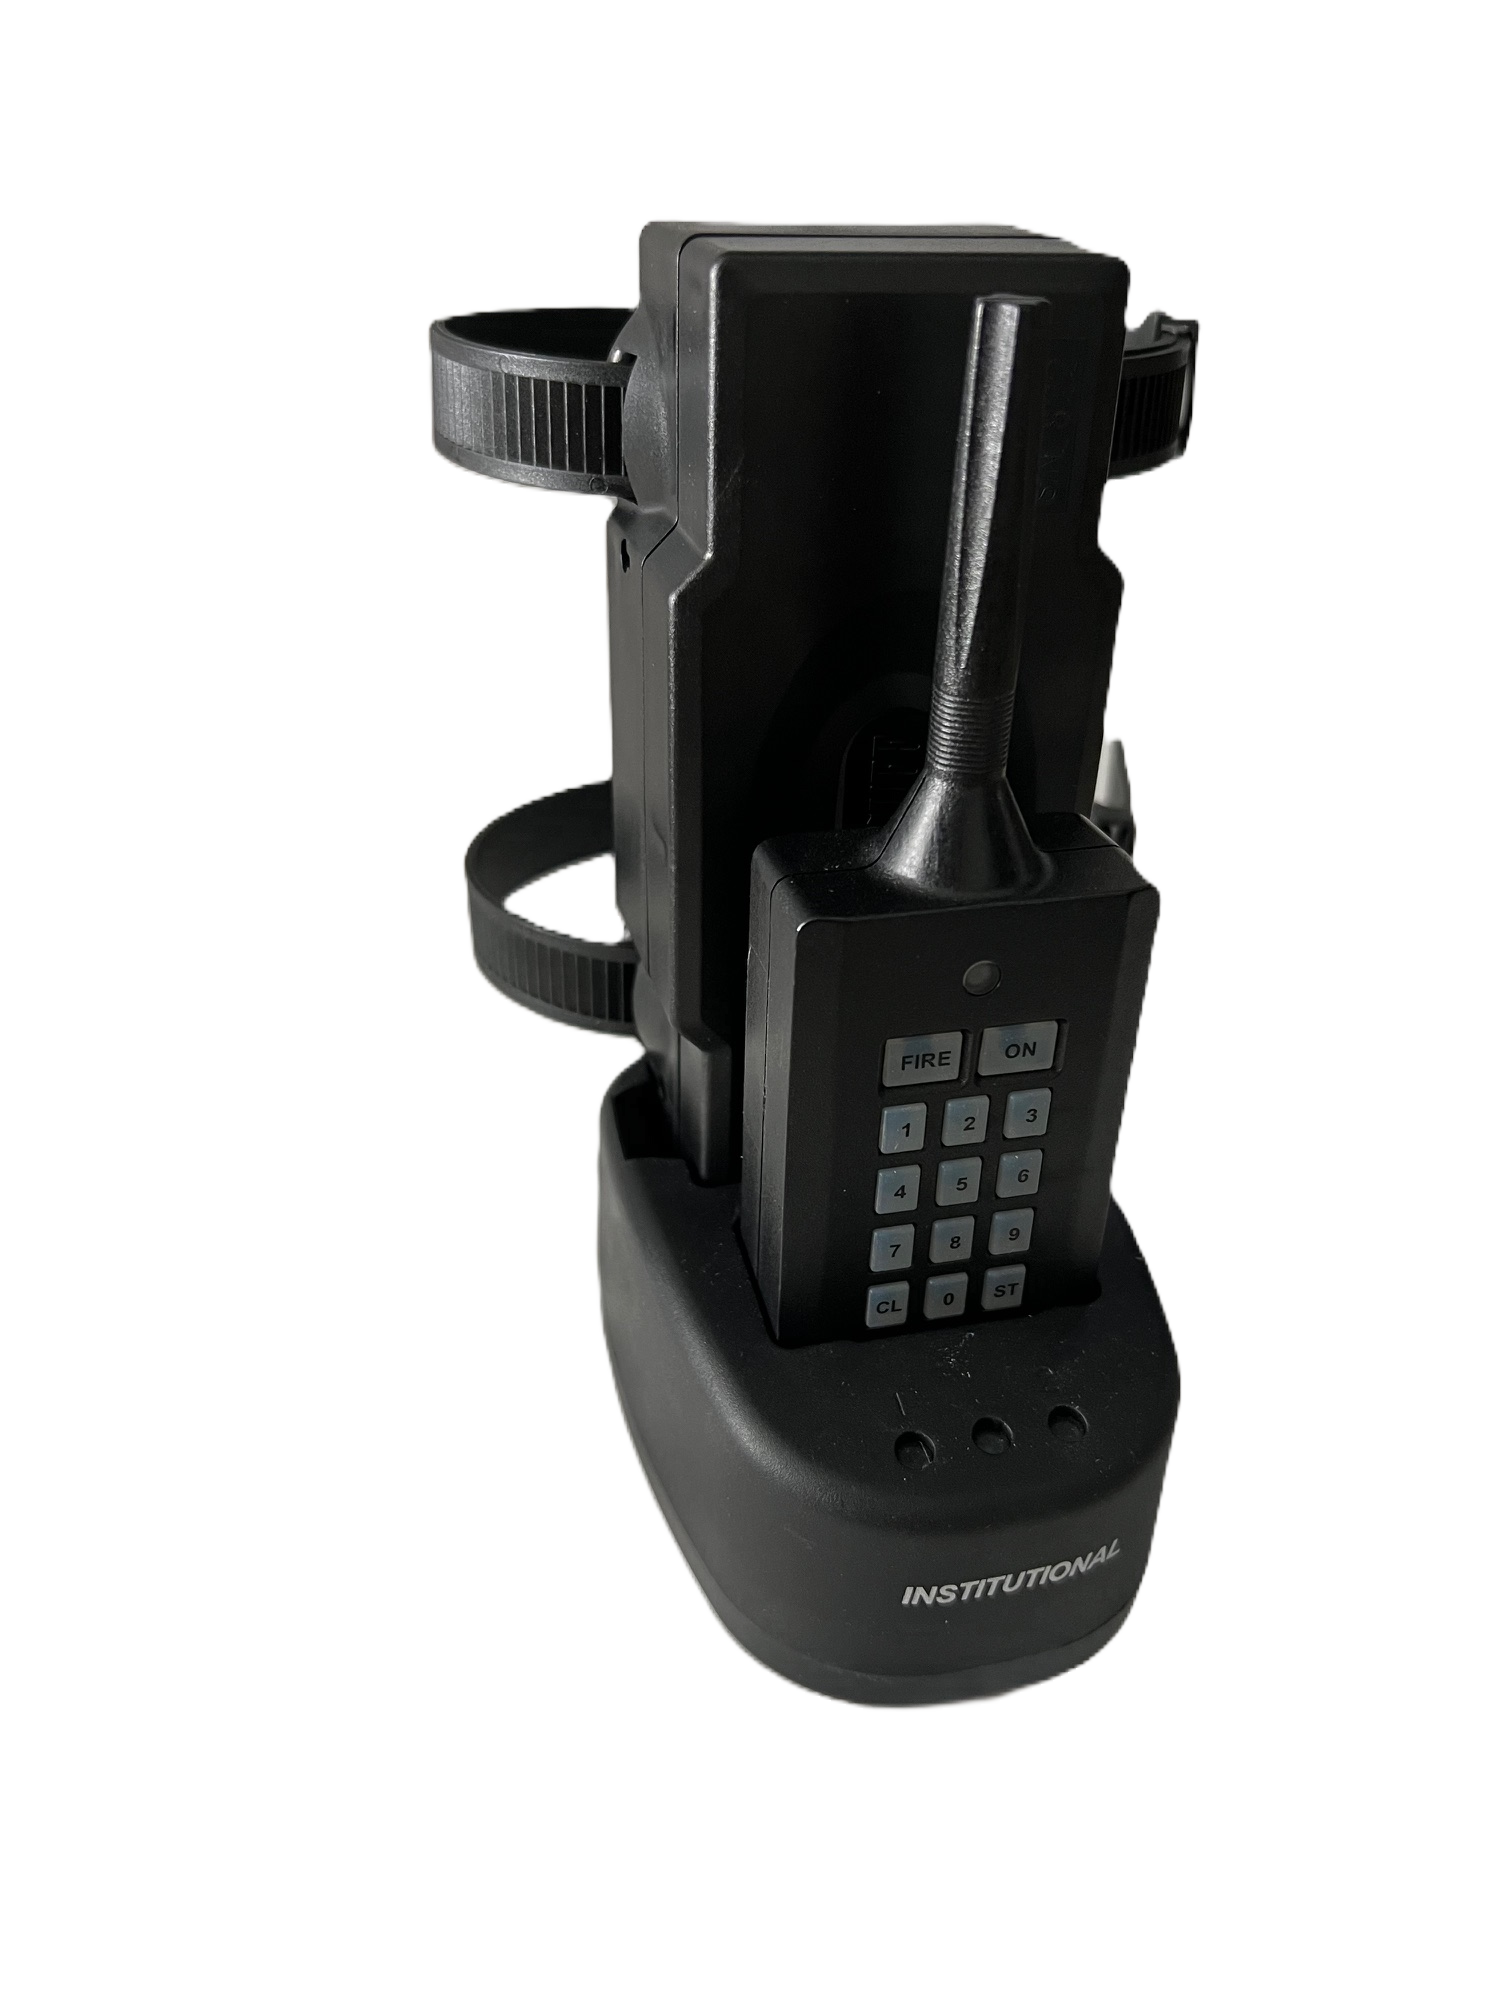 FIRE ON
1 2 3
4 5 6
7 8 9
CL 0 ST
INSTITUTIONAL